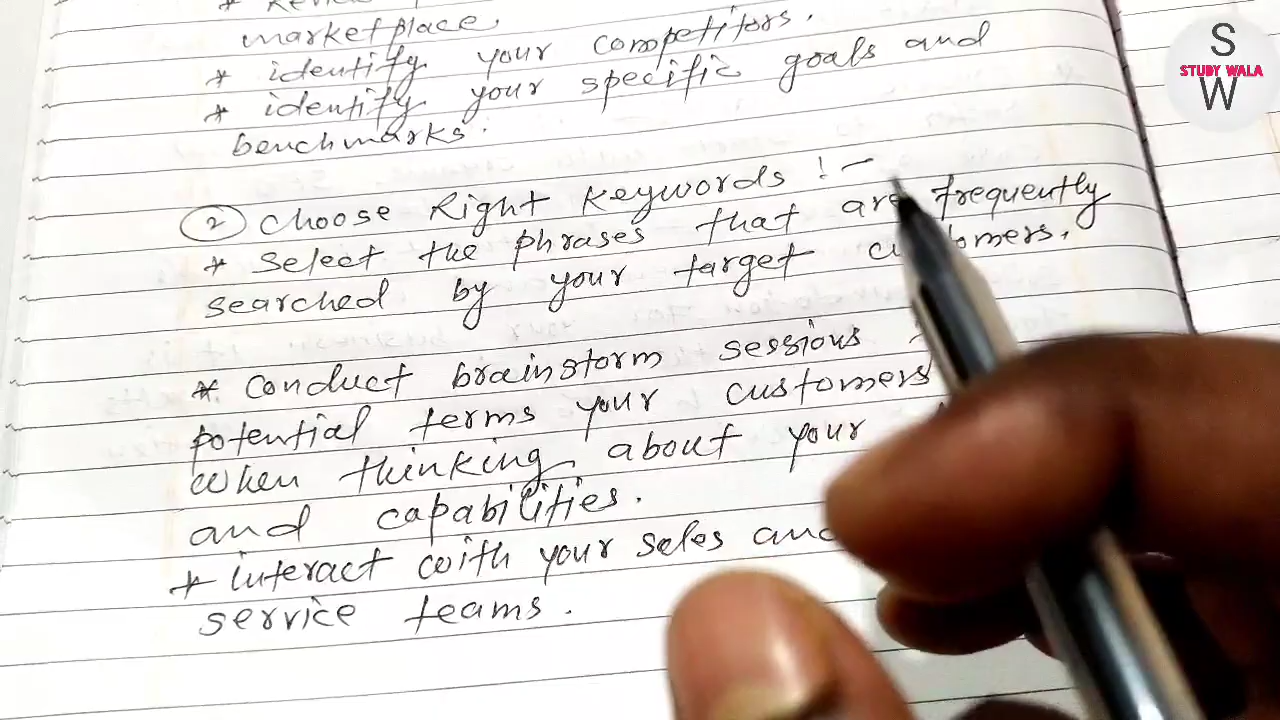 * Review
marketplace.
* identify your competitors.
* identify your specific goals and
benchmarks.
② Choose Right Keywords :-
* Select the phrases that are frequently
searched by your target customers.
* Conduct brainstorm sessions
potential terms your customers
when thinking about your
and capabilities.
* interact with your sales and
service teams.
S
STUDY WALA
W